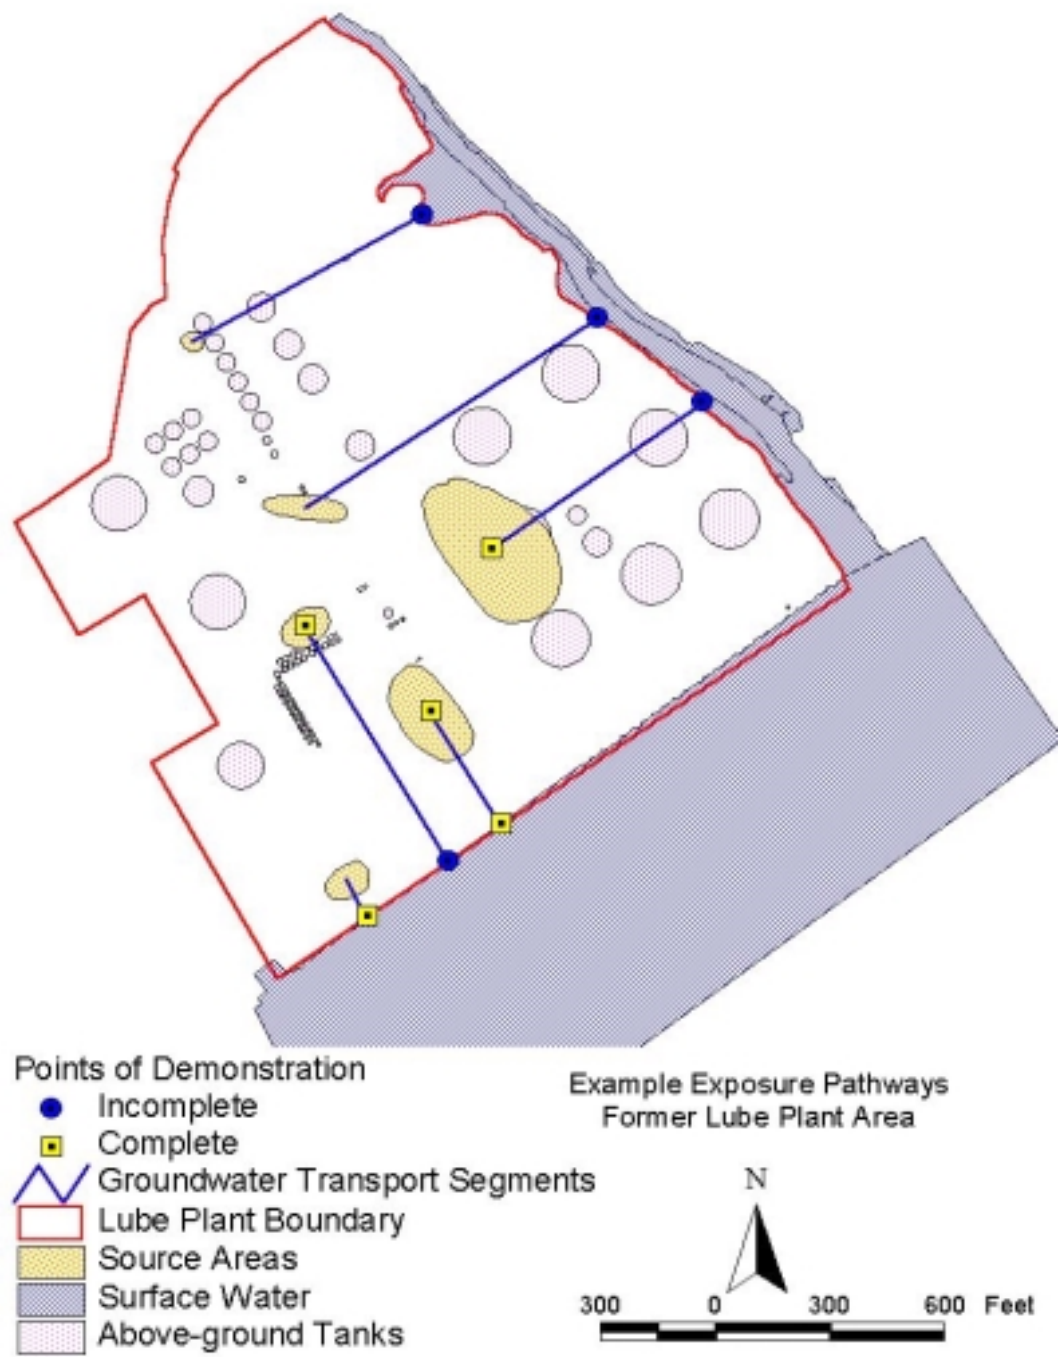 Points of Demonstration
Incomplete
Complete
Groundwater Transport Segments
Lube Plant Boundary
Source Areas
Surface Water
Above-ground Tanks
Example Exposure Pathways
Former Lube Plant Area
N
300 0 300 600 Feet